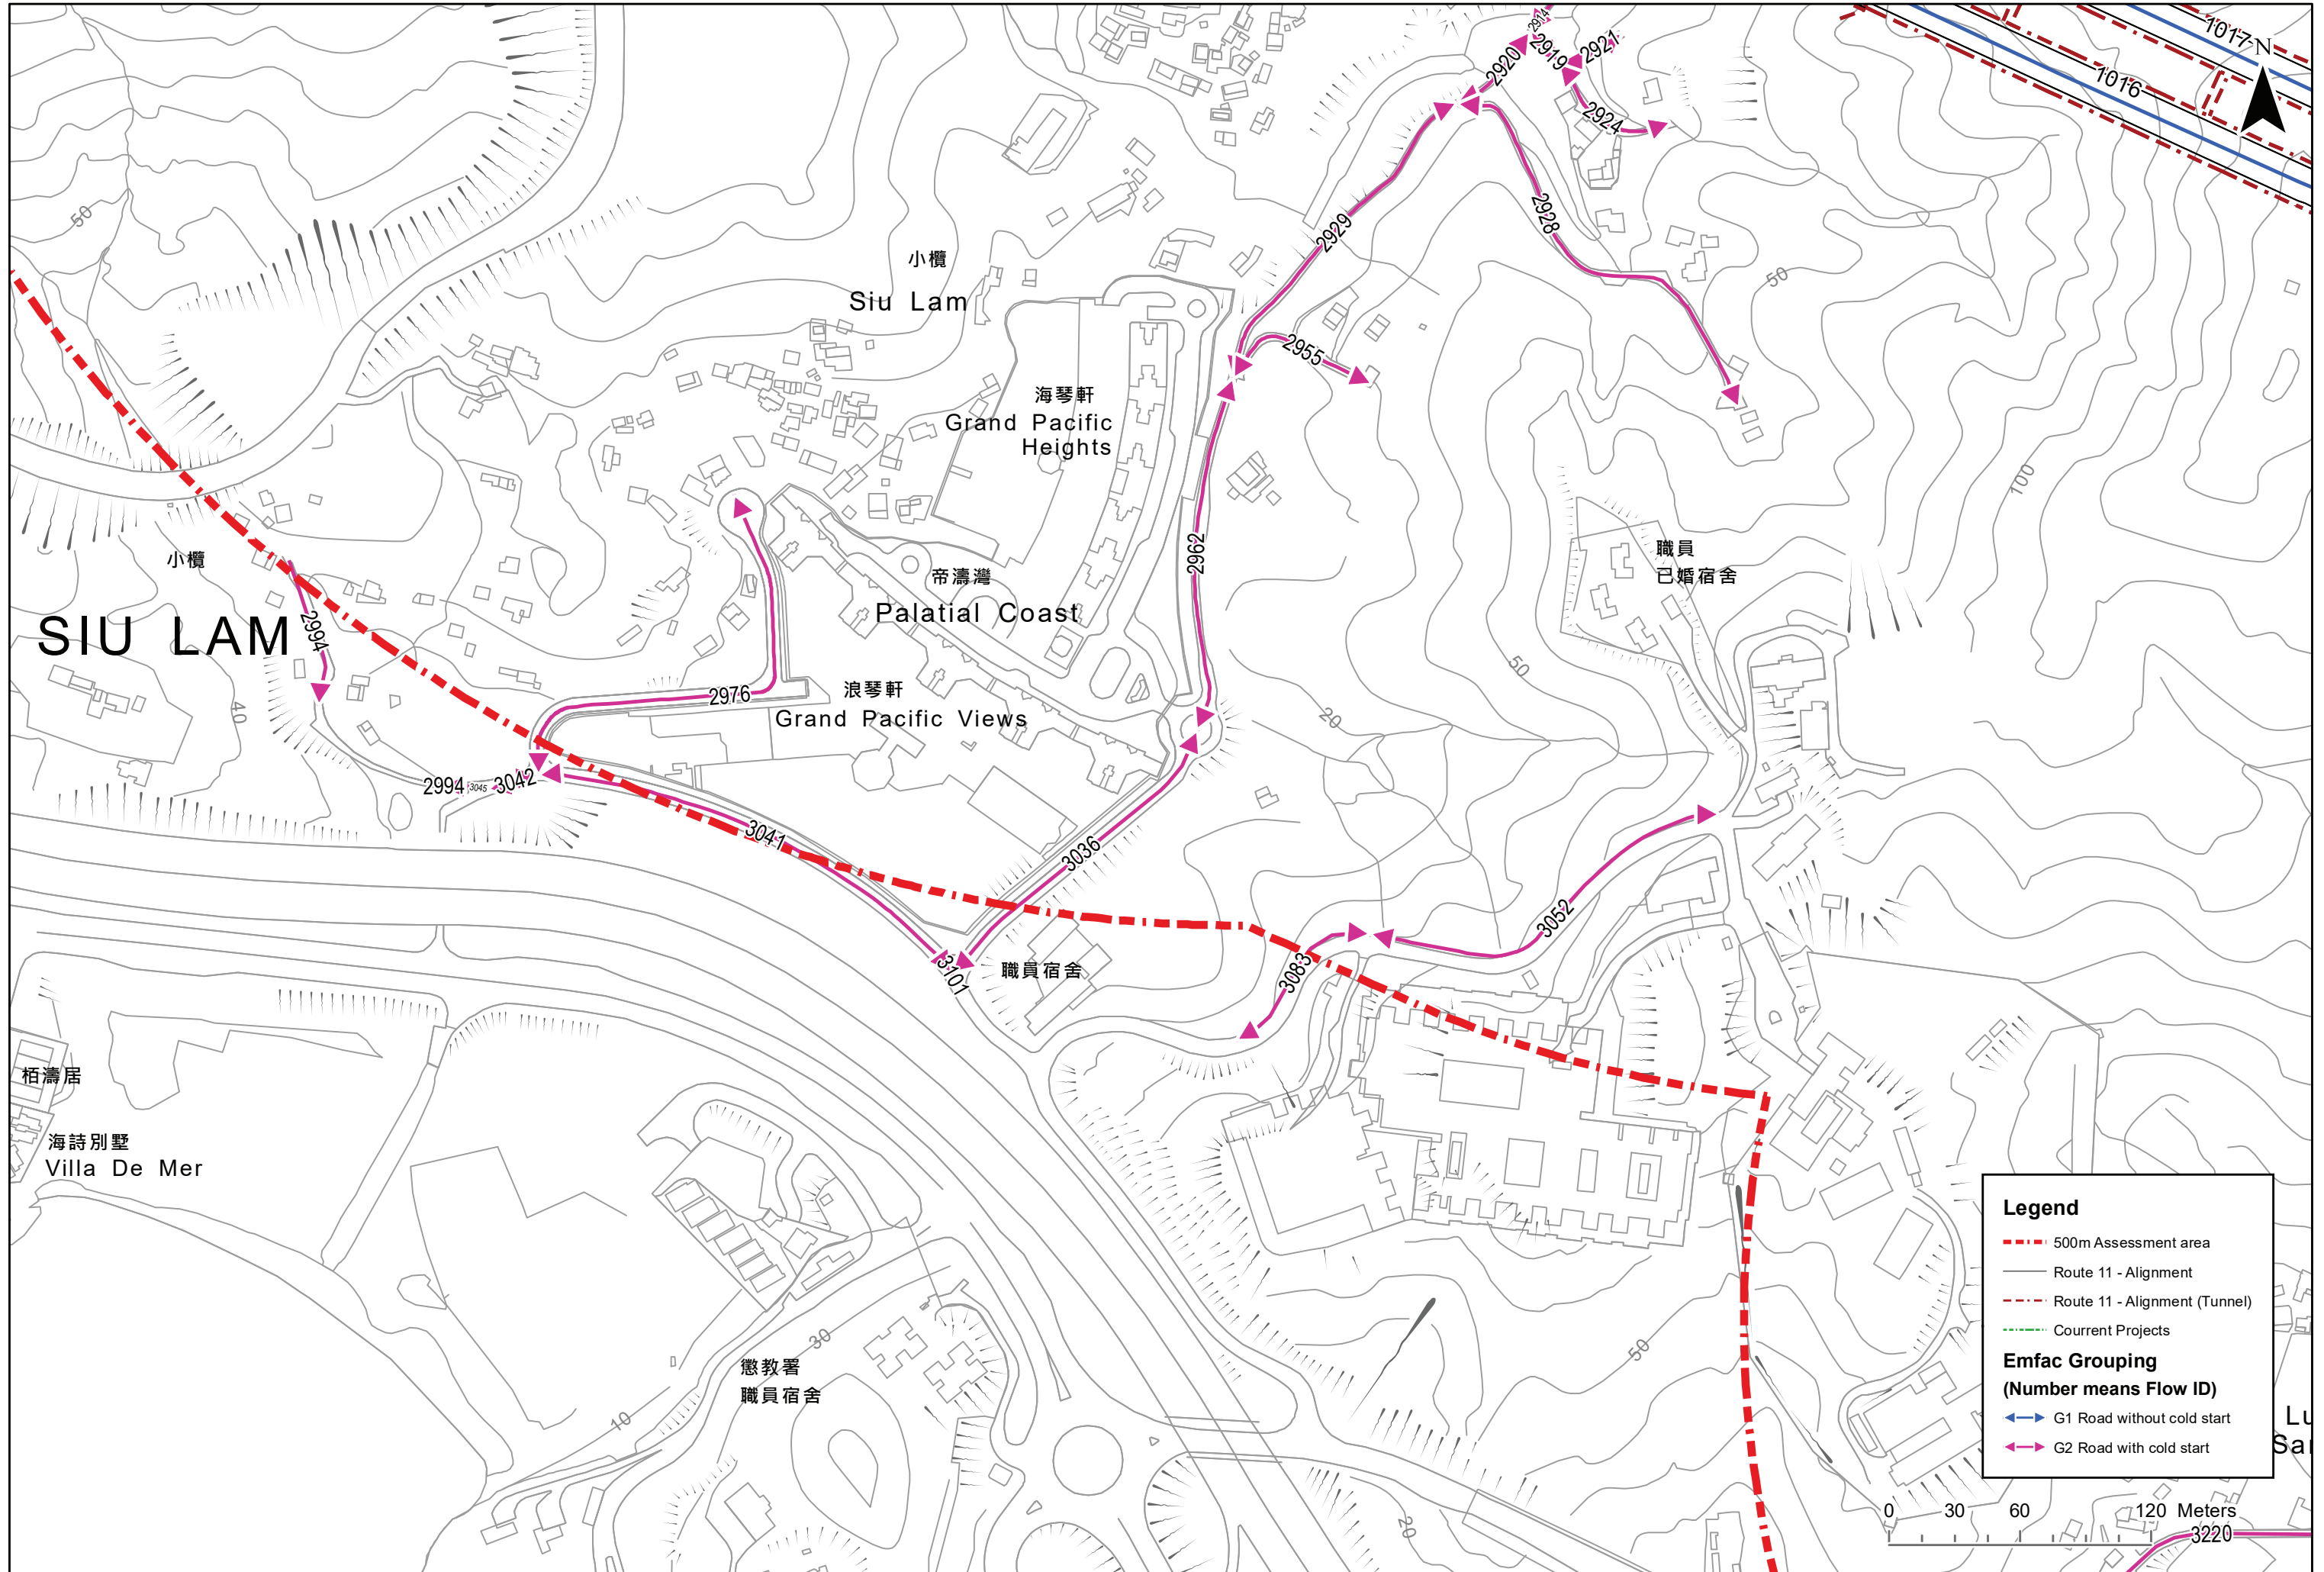 2914
2920
2919
2921
2924
1017
N
1016
50
2928
2929
小欖
Siu Lam
50
2955
海琴軒
Grand Pacific
Heights
100
2962
小欖
SIU LAM
2994
帝濤灣
Palatial Coast
職員
已婚宿舍
50
40
2976
浪琴軒
Grand Pacific Views
20
2994
3045
3042
3041
3036
3052
3101
職員宿舍
3083
栢濤居
海詩別墅
Villa De Mer
30
懲教署
職員宿舍
10
50
20
Legend
500m Assessment area
Route 11 - Alignment
Route 11 - Alignment (Tunnel)
Courrent Projects
Emfac Grouping
(Number means Flow ID)
G1 Road without cold start
G2 Road with cold start
Lu
Sa
0 30 60 120 Meters
3220